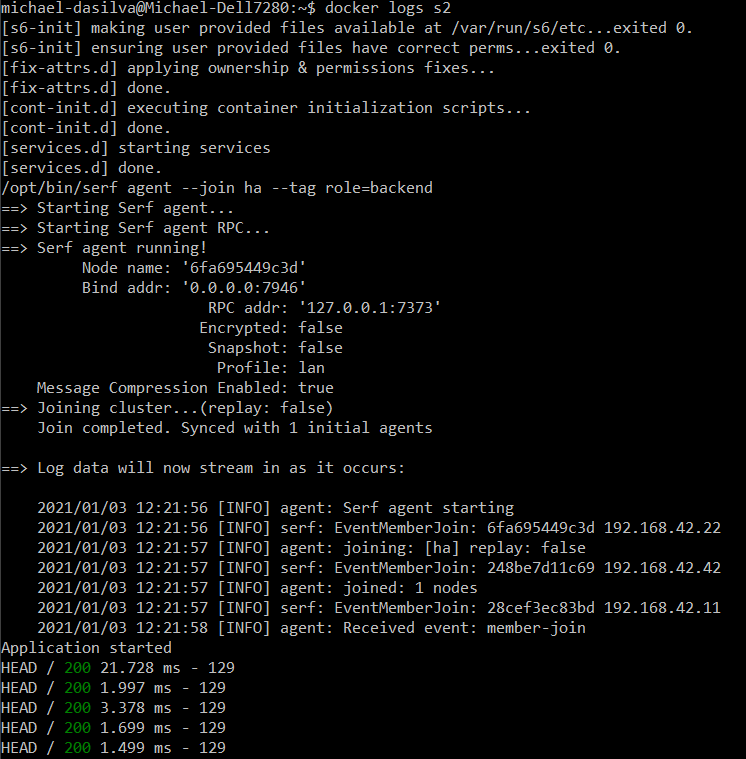 michael-dasilva@Michael-Dell7280:~$ docker logs s2
[s6-init] making user provided files available at /var/run/s6/etc...exited 0.
[s6-init] ensuring user provided files have correct perms...exited 0.
[fix-attrs.d] applying ownership & permissions fixes...
[fix-attrs.d] done.
[cont-init.d] executing container initialization scripts...
[cont-init.d] done.
[services.d] starting services
[services.d] done.
/opt/bin/serf agent --join ha --tag role=backend
==> Starting Serf agent...
==> Starting Serf agent RPC...
==> Serf agent running!
         Node name: '6fa695449c3d'
         Bind addr: '0.0.0.0:7946'
                       RPC addr: '127.0.0.1:7373'
                      Encrypted: false
                       Snapshot: false
                        Profile: lan
    Message Compression Enabled: true
==> Joining cluster...(replay: false)
    Join completed. Synced with 1 initial agents
==> Log data will now stream in as it occurs:
    2021/01/03 12:21:56 [INFO] agent: Serf agent starting
    2021/01/03 12:21:56 [INFO] serf: EventMemberJoin: 6fa695449c3d 192.168.42.22
    2021/01/03 12:21:57 [INFO] agent: joining: [ha] replay: false
    2021/01/03 12:21:57 [INFO] serf: EventMemberJoin: 248be7d11c69 192.168.42.42
    2021/01/03 12:21:57 [INFO] agent: joined: 1 nodes
    2021/01/03 12:21:57 [INFO] serf: EventMemberJoin: 28cef3ec83bd 192.168.42.11
    2021/01/03 12:21:58 [INFO] agent: Received event: member-join
Application started
HEAD / 200 21.728 ms - 129
HEAD / 200 1.997 ms - 129
HEAD / 200 3.378 ms - 129
HEAD / 200 1.699 ms - 129
HEAD / 200 1.499 ms - 129